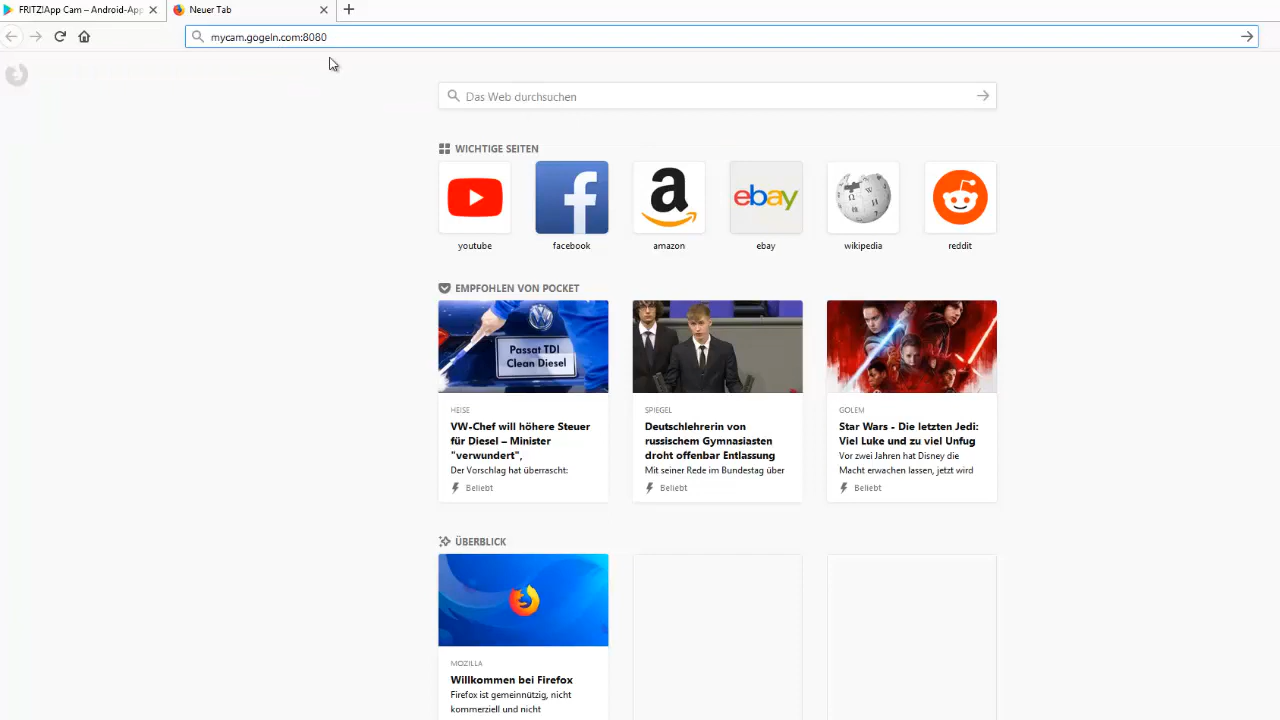 FRITZ!App Cam – Android-App
Neuer Tab
mycam.gogeln.com:8080
Das Web durchsuchen
WICHTIGE SEITEN
a
ebay
youtube
facebook
amazon
ebay
wikipedia
reddit
EMPFOHLEN VON POCKET
Passat TDI
Clean Diesel
HEISE
VW-Chef will höhere Steuer
für Diesel – Minister
"verwundert",
Der Vorschlag hat überrascht:
Beliebt
SPIEGEL
Deutschlehrerin von
russischem Gymnasiasten
droht offenbar Entlassung
Mit seiner Rede im Bundestag über
Beliebt
GOLEM
Star Wars - Die letzten Jedi:
Viel Luke und zu viel Unfug
Vor zwei Jahren hat Disney die
Macht erwachen lassen, jetzt wird
Beliebt
ÜBERBLICK
MOZILLA
Willkommen bei Firefox
Firefox ist gemeinnützig, nicht
kommerziell und nicht